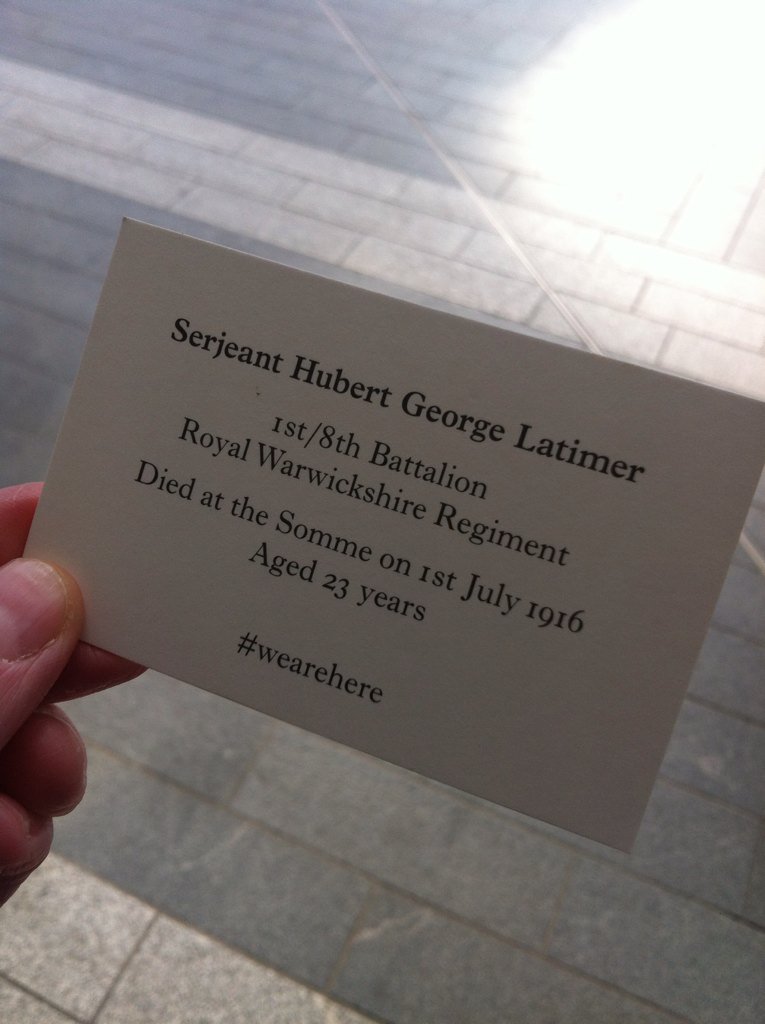 Serjeant Hubert George Latimer
1st/8th Battalion
Royal Warwickshire Regiment
Died at the Somme on 1st July 1916
Aged 23 years
#wearehere